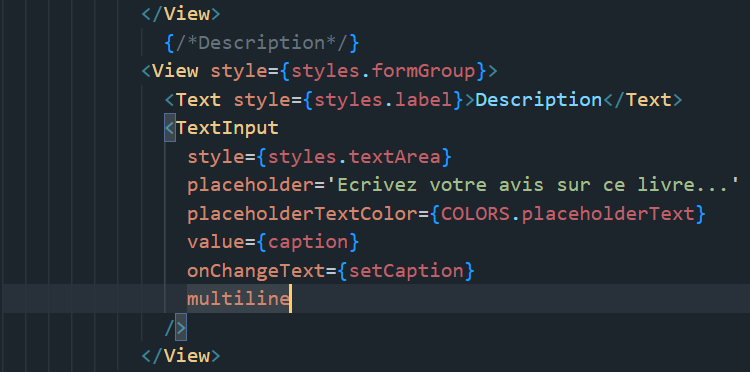 </View>
{/*Description*/}
<View style={styles.formGroup}>
<Text style={styles.label}>Description</Text>
<TextInput
style={styles.textArea}
placeholder='Ecrivez votre avis sur ce livre...'
placeholderTextColor={COLORS.placeholderText}
value={caption}
onChangeText={setCaption}
multiline
/>
</View>